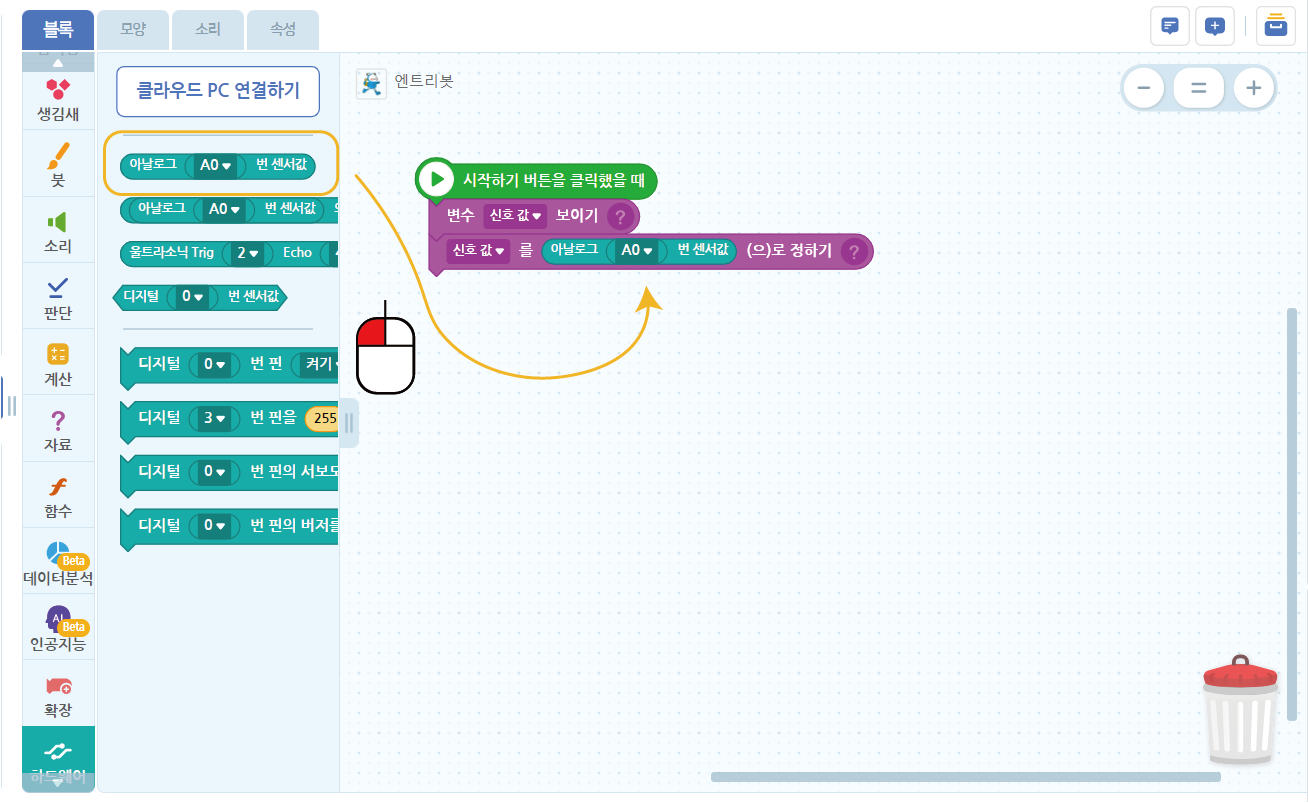 블록 모양 소리 속성
생김새
붓
소리
판단
계산
자료
함수
Beta
데이터분석
AI
Beta
인공지능
확장
하드웨어
클라우드 PC 연결하기
아날로그 A0 번 센서값
아날로그 A0 번 센서값
울트라소닉 Trig 2 Echo
디지털 0 번 센서값
디지털 0 번 핀 켜기
디지털 3 번 핀을 255
디지털 0 번 핀의 서보모
디지털 0 번 핀의 버저를
엔트리봇
시작하기 버튼을 클릭했을 때
변수 신호 값 보이기 ?
신호 값 를 아날로그 A0 번 센서값 (으)로 정하기 ?